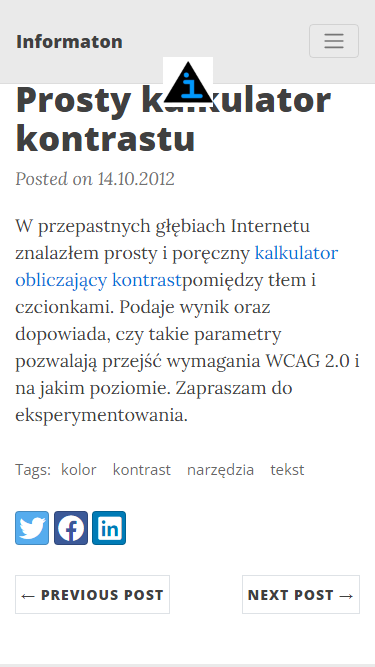 Informaton
Prosty kalkulator
kontrastu
Posted on 14.10.2012
W przepastnych głębiach Internetu
znalazłem prosty i poręczny kalkulator
obliczający kontrastpomiędzy tłem i
czcionkami. Podaje wynik oraz
dopowiada, czy takie parametry
pozwalają przejść wymagania WCAG 2.0 i
na jakim poziomie. Zapraszam do
eksperymentowania.
Tags: kolor kontrast narzędzia tekst
← PREVIOUS POST NEXT POST →